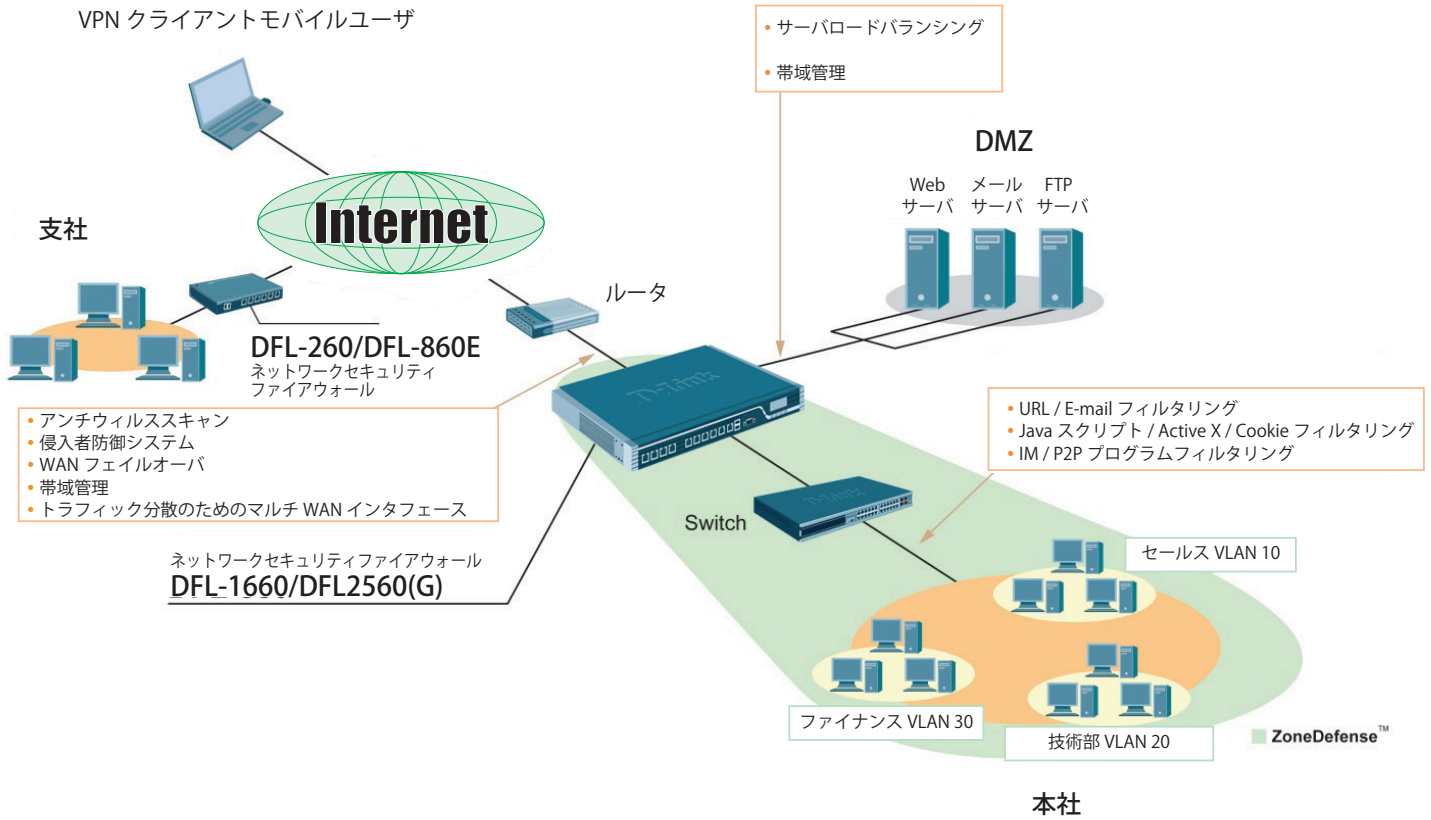 VPN クライアントモバイルユーザ
• サーバロードバランシング
• 帯域管理
DMZ
Web
サーバ
メール
サーバ
FTP
サーバ
Internet
支社
ルータ
DFL-260/DFL-860E
ネットワークセキュリティ
ファイアウォール
D-Link
• アンチウィルススキャン
• 侵入者防御システム
• WAN フェイルオーバ
• 帯域管理
• トラフィック分散のためのマルチ WAN インタフェース
• URL / E-mail フィルタリング
• Java スクリプト / Active X / Cookie フィルタリング
• IM / P2P プログラムフィルタリング
D-Link
Switch
ネットワークセキュリティファイアウォール
DFL-1660/DFL2560(G)
セールス VLAN 10
ファイナンス VLAN 30
技術部 VLAN 20
ZoneDefense™
本社